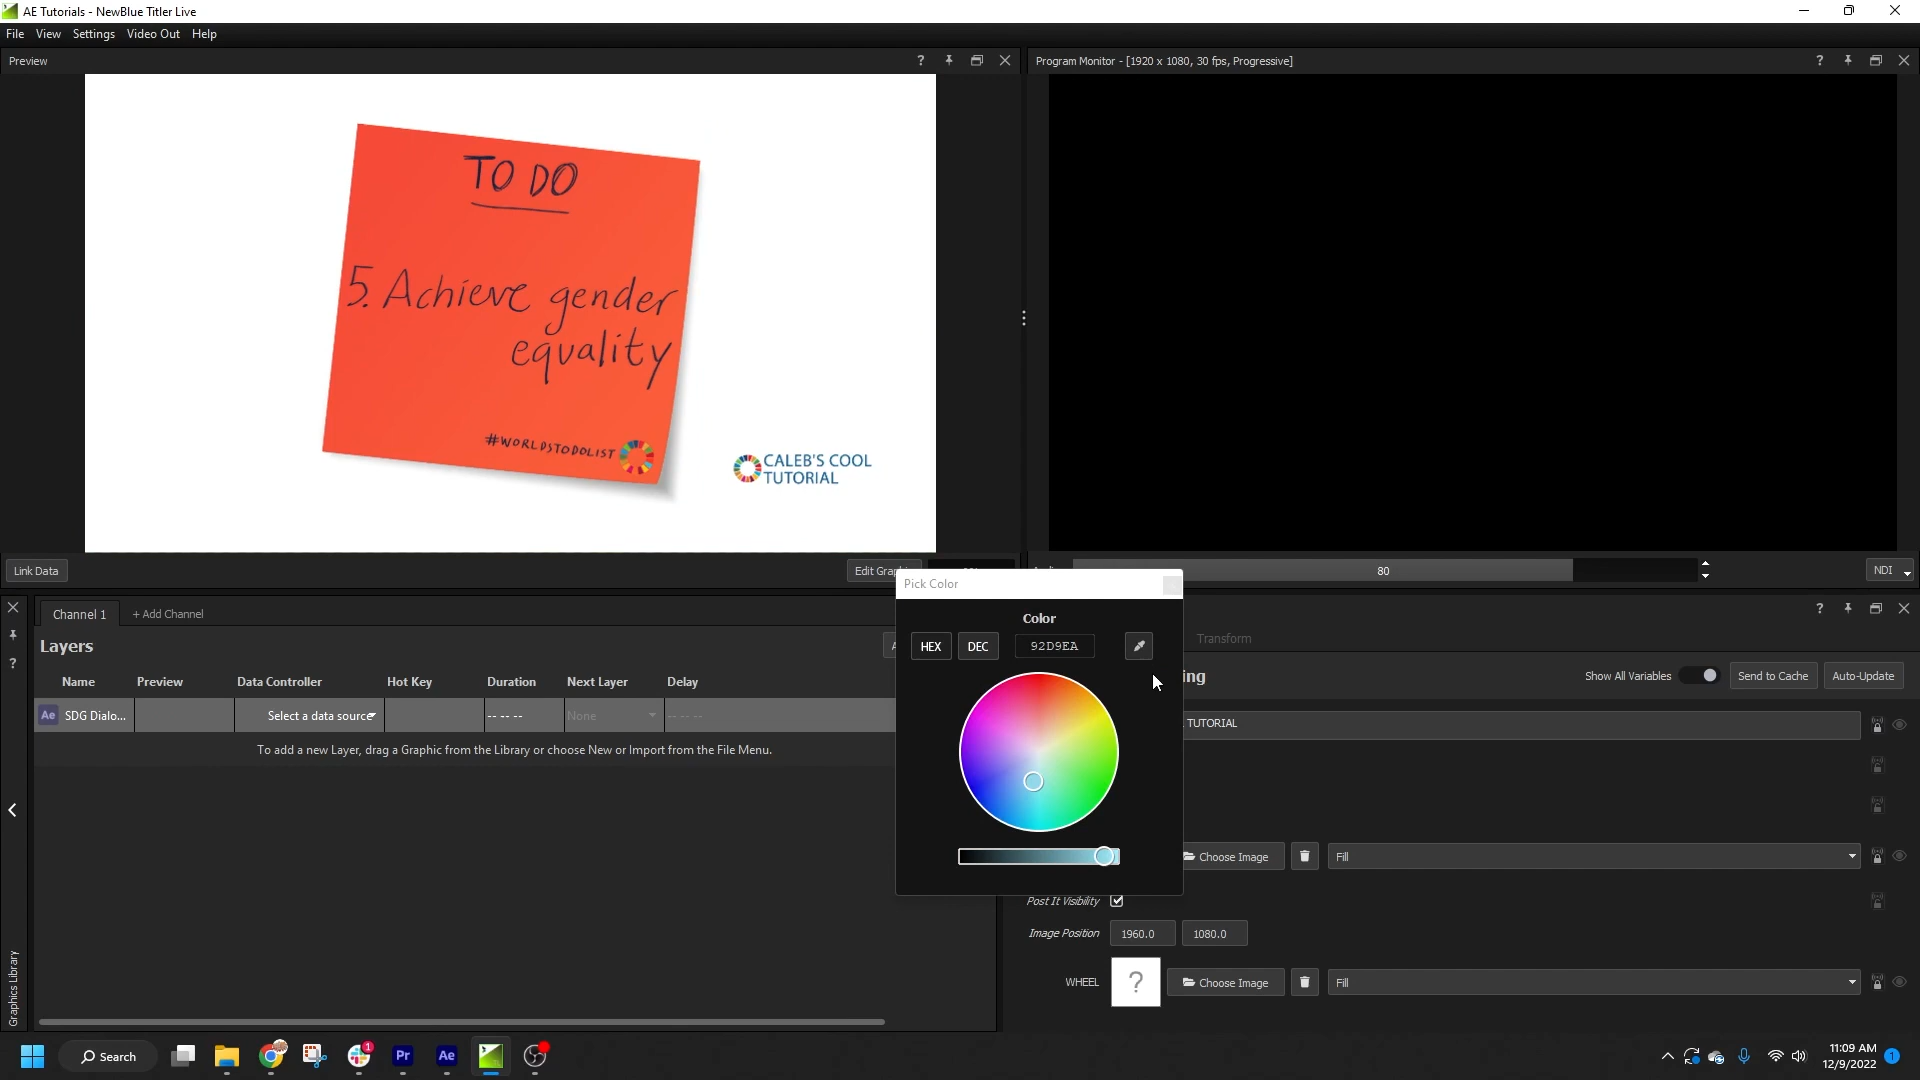 AE Tutorials - NewBlue Titler Live
File View Settings Video Out Help
Preview
Program Monitor - [1920 x 1080, 30 fps, Progressive]
TO DO
5. Achieve gender
equality
#WORLDSTODOLIST
CALEB'S COOL
TUTORIAL
Link Data
80
NDI
Pick Color
Color
HEX DEC 92D9EA
Channel 1 + Add Channel
Layers
Name Preview Data Controller Hot Key Duration Next Layer Delay
Ae SDG Dialo... Select a data source -- -- -- None -- -- --
To add a new Layer, drag a Graphic from the Library or choose New or Import from the File Menu.
Graphics Library
Transform
Show All Variables Send to Cache Auto-Update
TUTORIAL
Choose Image Fill
Post It Visibility
Image Position 1960.0 1080.0
WHEEL ? Choose Image Fill
Search
1
Pr
Ae
11:09 AM
12/9/2022
1